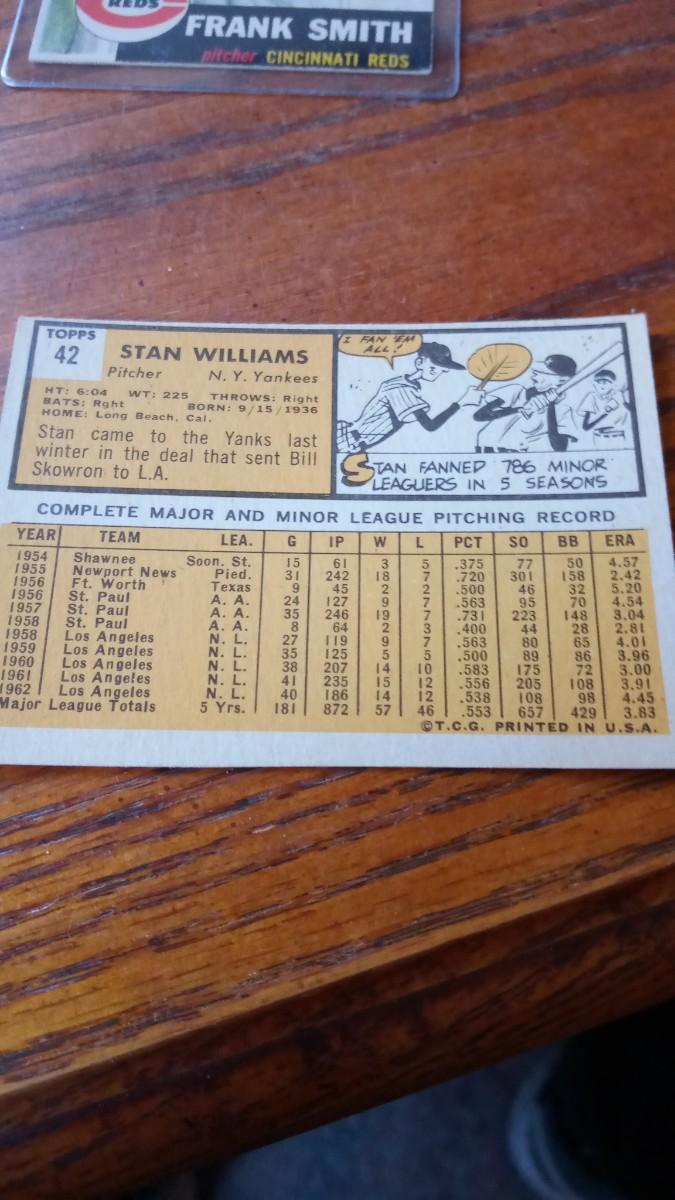 REDS
FRANK SMITH
pitcher CINCINNATI REDS
TOPPS
42
STAN WILLIAMS
Pitcher N. Y. Yankees
HT: 6:04 WT: 225 THROWS: Right
BATS: Rght BORN: 9/15/1936
HOME: Long Beach, Cal.
Stan came to the Yanks last
winter in the deal that sent Bill
Skowron to L.A.
I FAN 'EM
ALL!
STAN FANNED 786 MINOR
LEAGUERS IN 5 SEASONS
COMPLETE MAJOR AND MINOR LEAGUE PITCHING RECORD
YEAR TEAM LEA. G IP W L PCT SO BB ERA
1954 Shawnee Soon. St. 15 61 3 5 .375 77 50 4.57
1955 Newport News Pied. 31 242 18 7 .720 301 158 2.42
1956 Ft. Worth Texas 9 45 2 2 .500 46 32 5.20
1956 St. Paul A. A. 24 127 9 7 .563 95 70 4.54
1957 St. Paul A. A. 35 246 19 7 .731 223 148 3.04
1958 St. Paul A. A. 8 64 2 3 .400 44 28 2.81
1958 Los Angeles N. L. 27 119 9 7 .563 80 65 4.01
1959 Los Angeles N. L. 35 125 5 5 .500 89 86 3.96
1960 Los Angeles N. L. 38 207 14 10 .583 175 72 3.00
1961 Los Angeles N. L. 41 235 15 12 .556 205 108 3.91
1962 Los Angeles N. L. 40 186 14 12 .538 108 98 4.45
Major League Totals 5 Yrs. 181 872 57 46 .553 657 429 3.83
©T.C.G. PRINTED IN U.S.A.